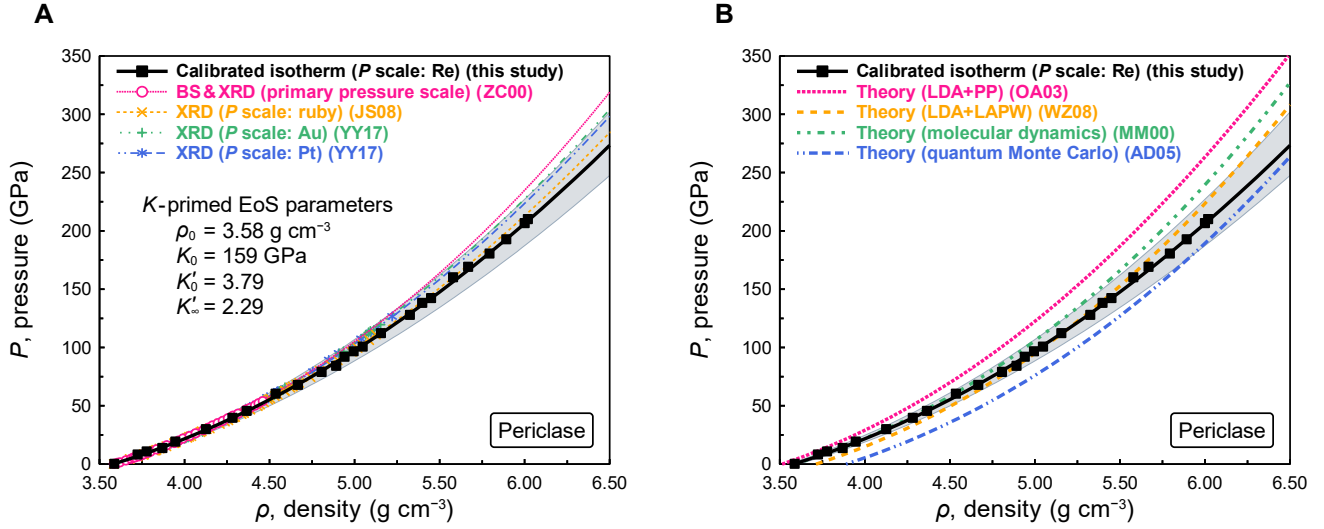 A
350
300
250
200
150
100
50
0
P, pressure (GPa)
Calibrated isotherm (P scale: Re) (this study)
BS & XRD (primary pressure scale) (ZC00)
XRD (P scale: ruby) (JS08)
XRD (P scale: Au) (YY17)
XRD (P scale: Pt) (YY17)
K-primed EoS parameters
ρ₀ = 3.58 g cm⁻³
K₀ = 159 GPa
K′₀ = 3.79
K′∞ = 2.29
Periclase
3.50 4.00 4.50 5.00 5.50 6.00 6.50
ρ, density (g cm⁻³)
B
350
300
250
200
150
100
50
0
P, pressure (GPa)
Calibrated isotherm (P scale: Re) (this study)
Theory (LDA+PP) (OA03)
Theory (LDA+LAPW) (WZ08)
Theory (molecular dynamics) (MM00)
Theory (quantum Monte Carlo) (AD05)
Periclase
3.50 4.00 4.50 5.00 5.50 6.00 6.50
ρ, density (g cm⁻³)